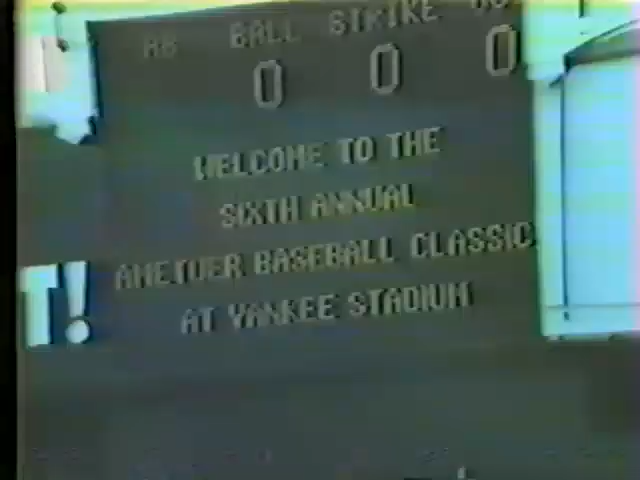 AB BALL STRIKE
0 0 0
WELCOME TO THE
SIXTH ANNUAL
AMETUER BASEBALL CLASSIC
AT YANKEE STADIUM
T!